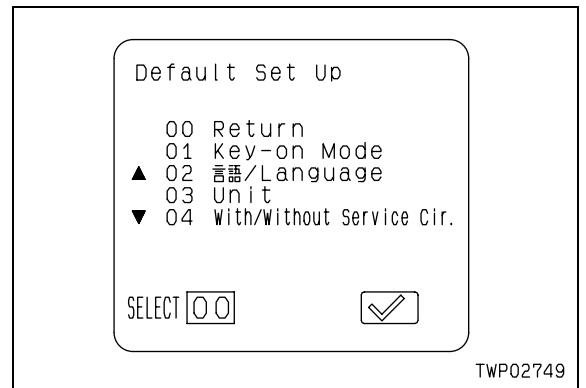 Default Set Up
00 Return
01 Key-on Mode
▲ 02 言語/Language
03 Unit
▼ 04 With/Without Service Cir.
SELECT 00
TWP02749